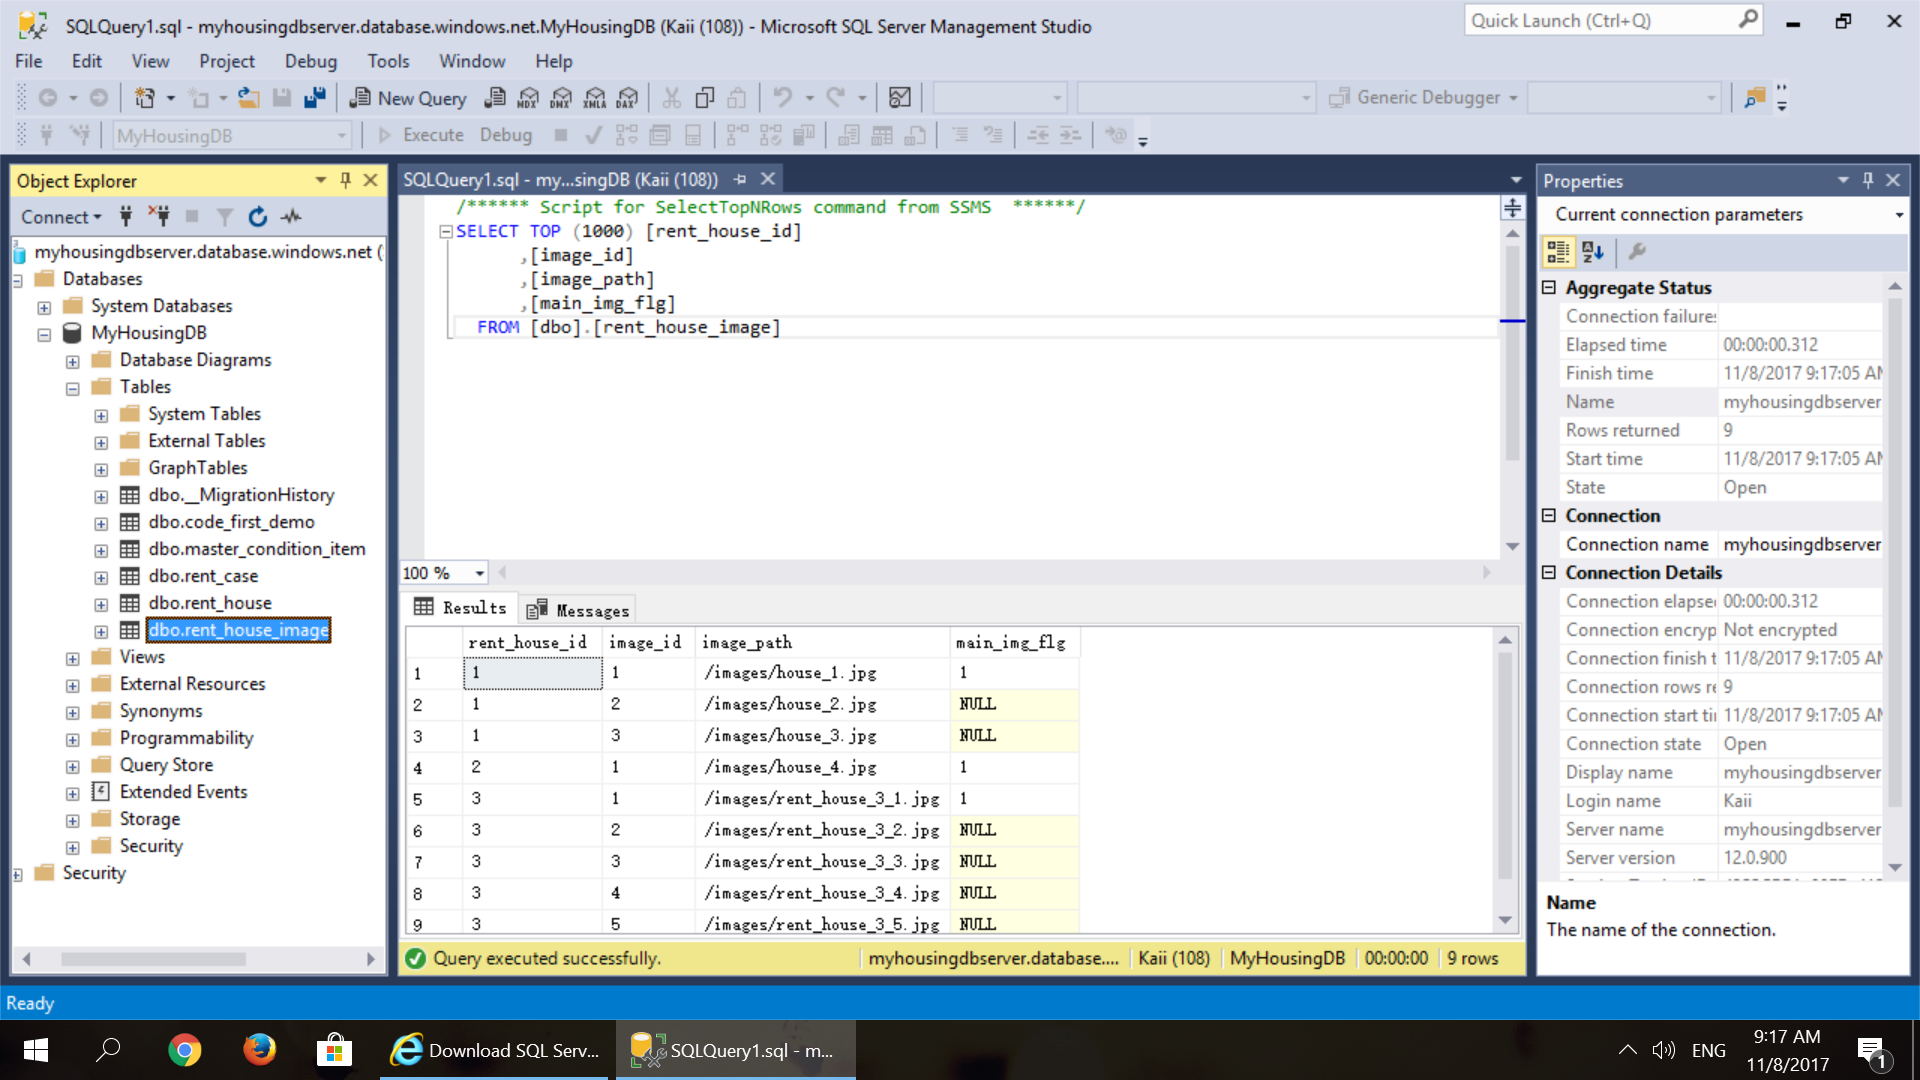 SQLQuery1.sql - myhousingdbserver.database.windows.net.MyHousingDB (Kaii (108)) - Microsoft SQL Server Management Studio
Quick Launch (Ctrl+Q)
File Edit View Project Debug Tools Window Help
New Query MDX DMX XMLA DAX Generic Debugger
MyHousingDB Execute Debug
Object Explorer
Connect
myhousingdbserver.database.windows.net (
Databases
System Databases
MyHousingDB
Database Diagrams
Tables
System Tables
External Tables
GraphTables
dbo.__MigrationHistory
dbo.code_first_demo
dbo.master_condition_item
dbo.rent_case
dbo.rent_house
dbo.rent_house_image
Views
External Resources
Synonyms
Programmability
Query Store
Extended Events
Storage
Security
Security
SQLQuery1.sql - my...singDB (Kaii (108))
/****** Script for SelectTopNRows command from SSMS  ******/
SELECT TOP (1000) [rent_house_id]
,[image_id]
,[image_path]
,[main_img_flg]
FROM [dbo].[rent_house_image]
100 %
Results Messages
rent_house_id image_id image_path main_img_flg
1 1 1 /images/house_1.jpg 1
2 1 2 /images/house_2.jpg NULL
3 1 3 /images/house_3.jpg NULL
4 2 1 /images/house_4.jpg 1
5 3 1 /images/rent_house_3_1.jpg 1
6 3 2 /images/rent_house_3_2.jpg NULL
7 3 3 /images/rent_house_3_3.jpg NULL
8 3 4 /images/rent_house_3_4.jpg NULL
9 3 5 /images/rent_house_3_5.jpg NULL
Query executed successfully. myhousingdbserver.database.... Kaii (108) MyHousingDB 00:00:00 9 rows
Properties
Current connection parameters
Aggregate Status
Connection failures
Elapsed time 00:00:00.312
Finish time 11/8/2017 9:17:05 AM
Name myhousingdbserver
Rows returned 9
Start time 11/8/2017 9:17:05 AM
State Open
Connection
Connection name myhousingdbserver
Connection Details
Connection elapse 00:00:00.312
Connection encryp Not encrypted
Connection finish t 11/8/2017 9:17:05 AM
Connection rows re 9
Connection start ti 11/8/2017 9:17:05 AM
Connection state Open
Display name myhousingdbserver
Login name Kaii
Server name myhousingdbserver
Server version 12.0.900
Name
The name of the connection.
Ready
Download SQL Serv... SQLQuery1.sql - m... ENG 9:17 AM
11/8/2017
1